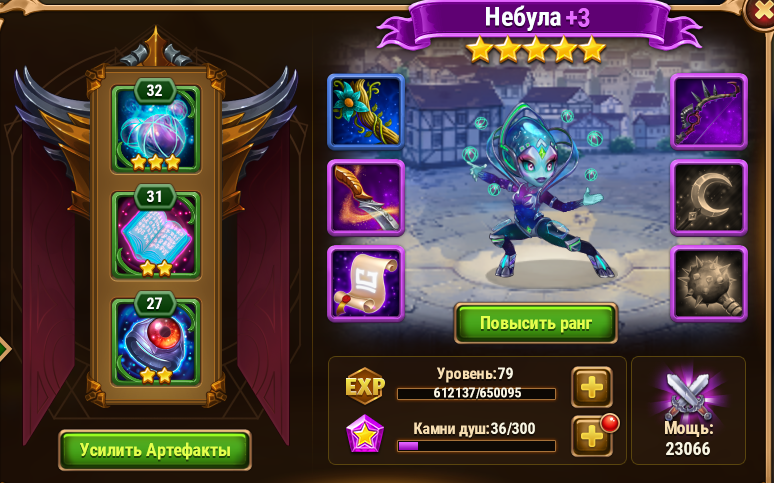 Небула +3
32
31
27
Усилить Артефакты
Повысить ранг
EXP
Уровень:79
612137/650095
Камни душ:36/300
Мощь:
23066